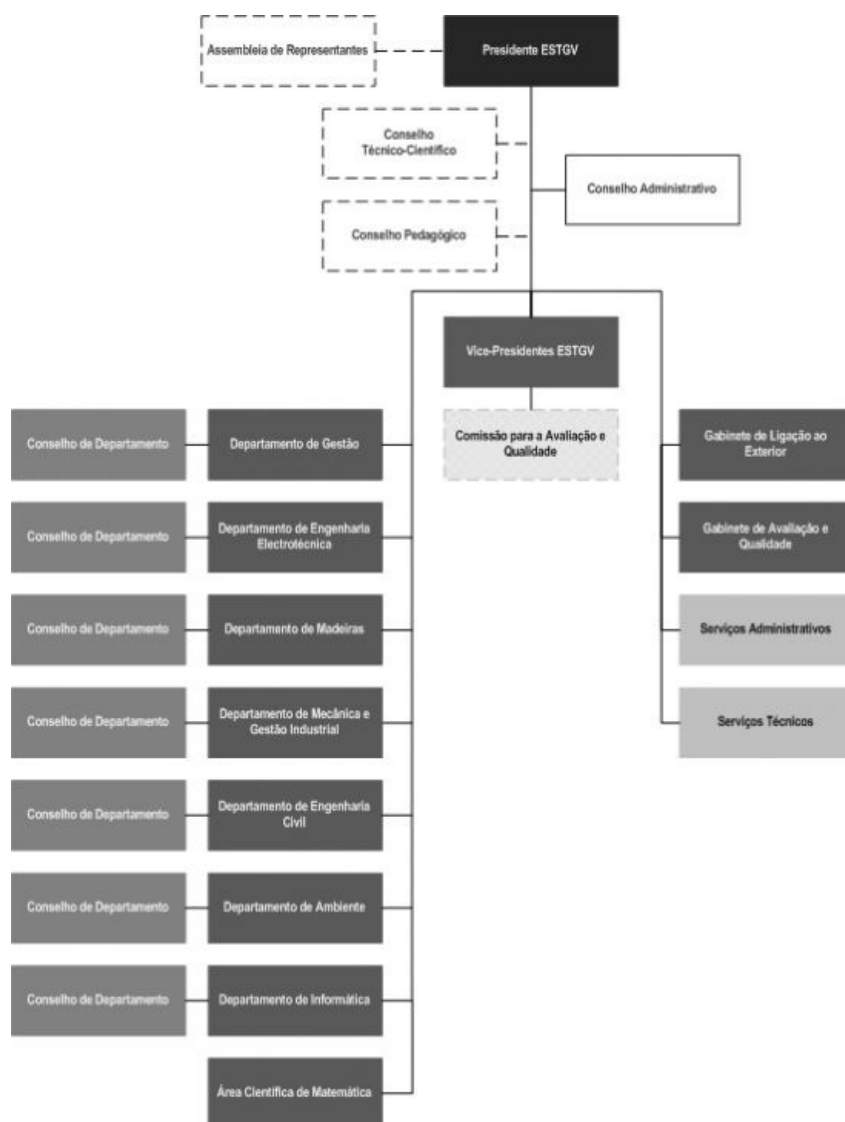 Assembleia de Representantes
Presidente ESTGV
Conselho
Técnico-Científico
Conselho Administrativo
Conselho Pedagógico
Vice-Presidentes ESTGV
Comissão para a Avaliação e
Qualidade
Conselho de Departamento
Departamento de Gestão
Gabinete de Ligação ao
Exterior
Conselho de Departamento
Departamento de Engenharia
Electrotécnica
Gabinete de Avaliação e
Qualidade
Conselho de Departamento
Departamento de Madeiras
Serviços Administrativos
Conselho de Departamento
Departamento de Mecânica e
Gestão Industrial
Serviços Técnicos
Conselho de Departamento
Departamento de Engenharia
Civil
Conselho de Departamento
Departamento de Ambiente
Conselho de Departamento
Departamento de Informática
Área Científica de Matemática